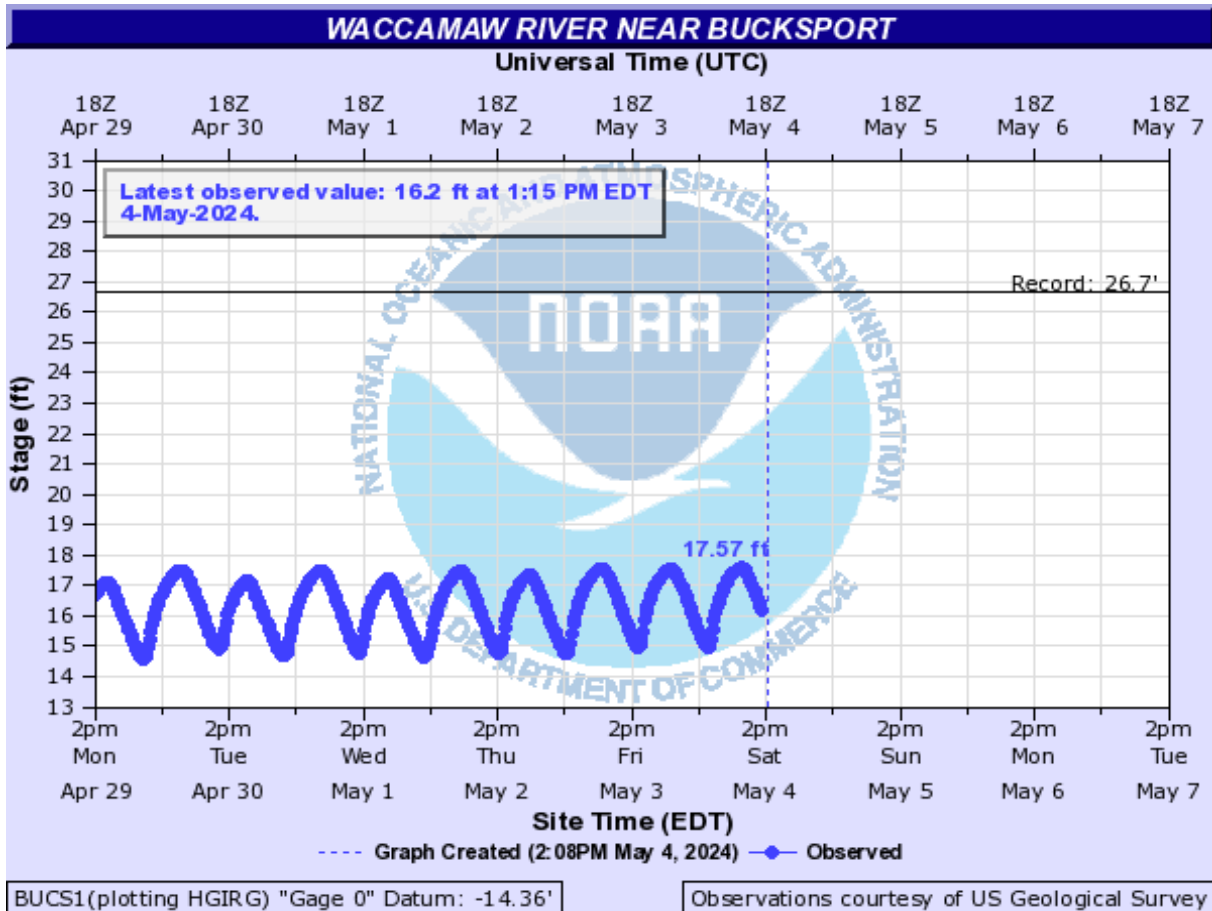 WACCAMAW RIVER NEAR BUCKSPORT
Universal Time (UTC)
18Z 18Z 18Z 18Z 18Z 18Z 18Z 18Z 18Z
Apr 29 Apr 30 May 1 May 2 May 3 May 4 May 5 May 6 May 7
31
30
29
28
27
26
25
24
23
22
21
20
19
18
17
16
15
14
13
Stage (ft)
Latest observed value: 16.2 ft at 1:15 PM EDT
4-May-2024.
Record: 26.7'
NATIONAL OCEANIC AND ATMOSPHERIC ADMINISTRATION
NOAA
U.S. DEPARTMENT OF COMMERCE
17.57 ft
2pm 2pm 2pm 2pm 2pm 2pm 2pm 2pm 2pm
Mon Tue Wed Thu Fri Sat Sun Mon Tue
Apr 29 Apr 30 May 1 May 2 May 3 May 4 May 5 May 6 May 7
Site Time (EDT)
Graph Created (2:08PM May 4, 2024) Observed
BUCS1(plotting HGIRG) "Gage 0" Datum: -14.36'
Observations courtesy of US Geological Survey